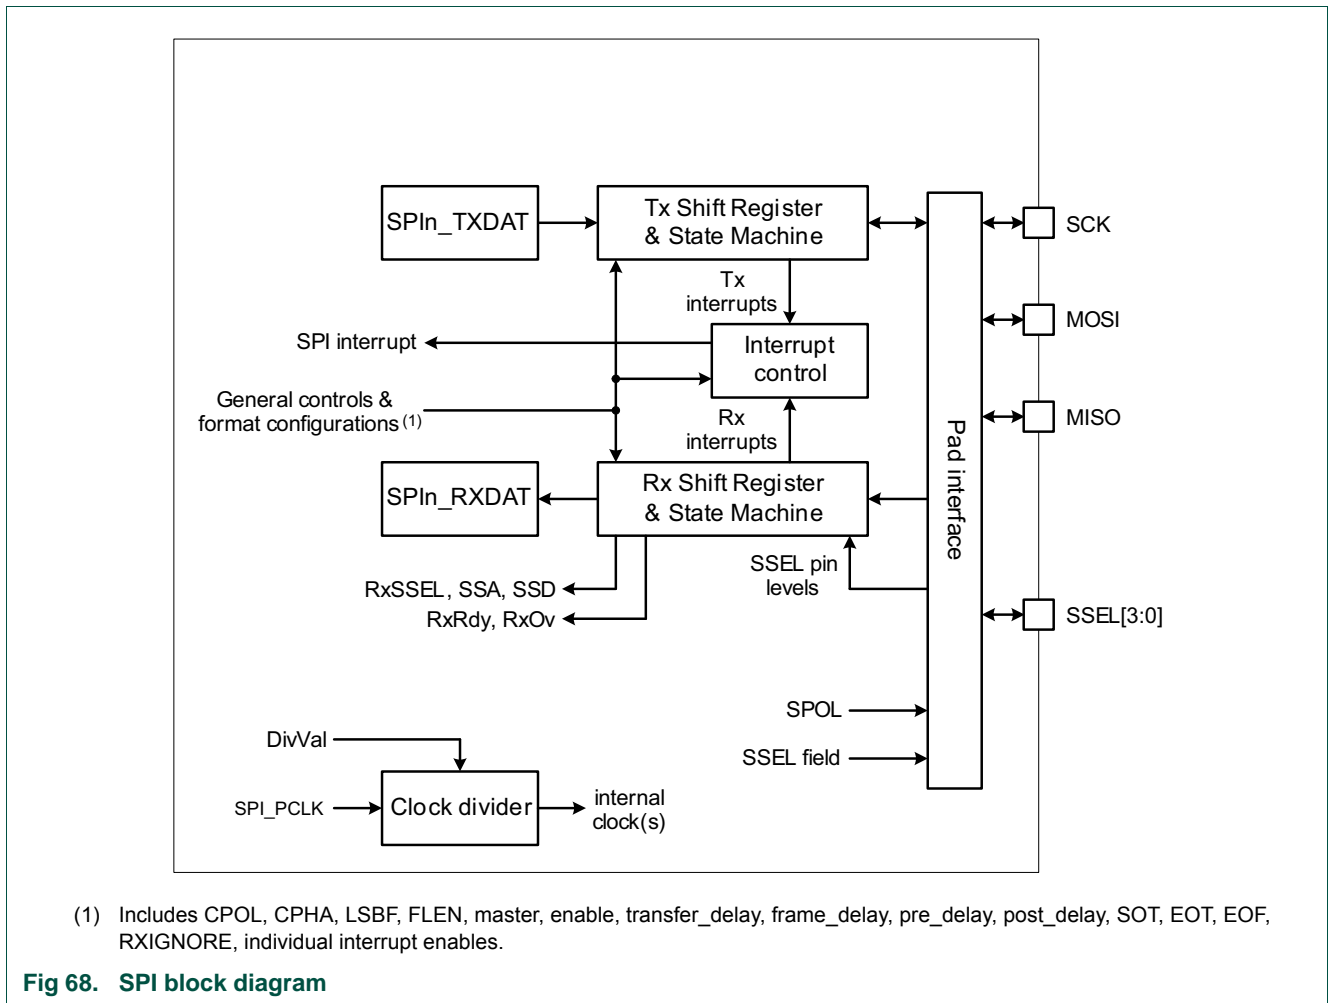 SPIn_TXDAT
Tx Shift Register
& State Machine
SCK
Tx
interrupts
MOSI
SPI interrupt
Interrupt
control
General controls &
format configurations (1)
Rx
interrupts
MISO
Pad interface
SPIn_RXDAT
Rx Shift Register
& State Machine
SSEL pin
levels
RxSSEL, SSA, SSD
RxRdy, RxOv
SSEL[3:0]
SPOL
SSEL field
DivVal
SPI_PCLK
Clock divider
internal
clock(s)
(1) Includes CPOL, CPHA, LSBF, FLEN, master, enable, transfer_delay, frame_delay, pre_delay, post_delay, SOT, EOT, EOF,
RXIGNORE, individual interrupt enables.
Fig 68. SPI block diagram